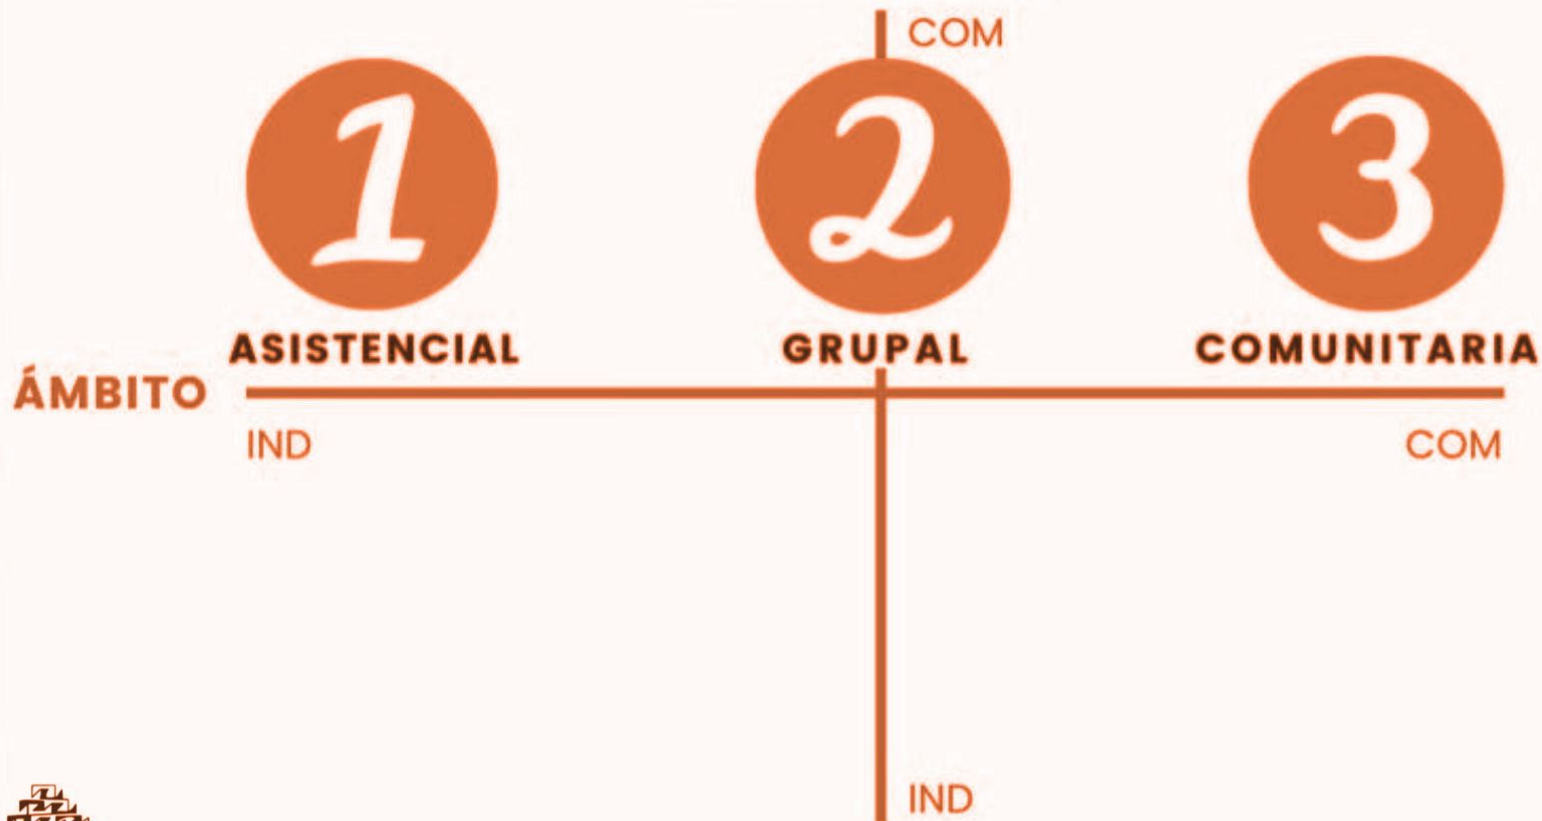 COM
1
2
3
ASISTENCIAL
GRUPAL
COMUNITARIA
ÁMBITO
IND
COM
IND